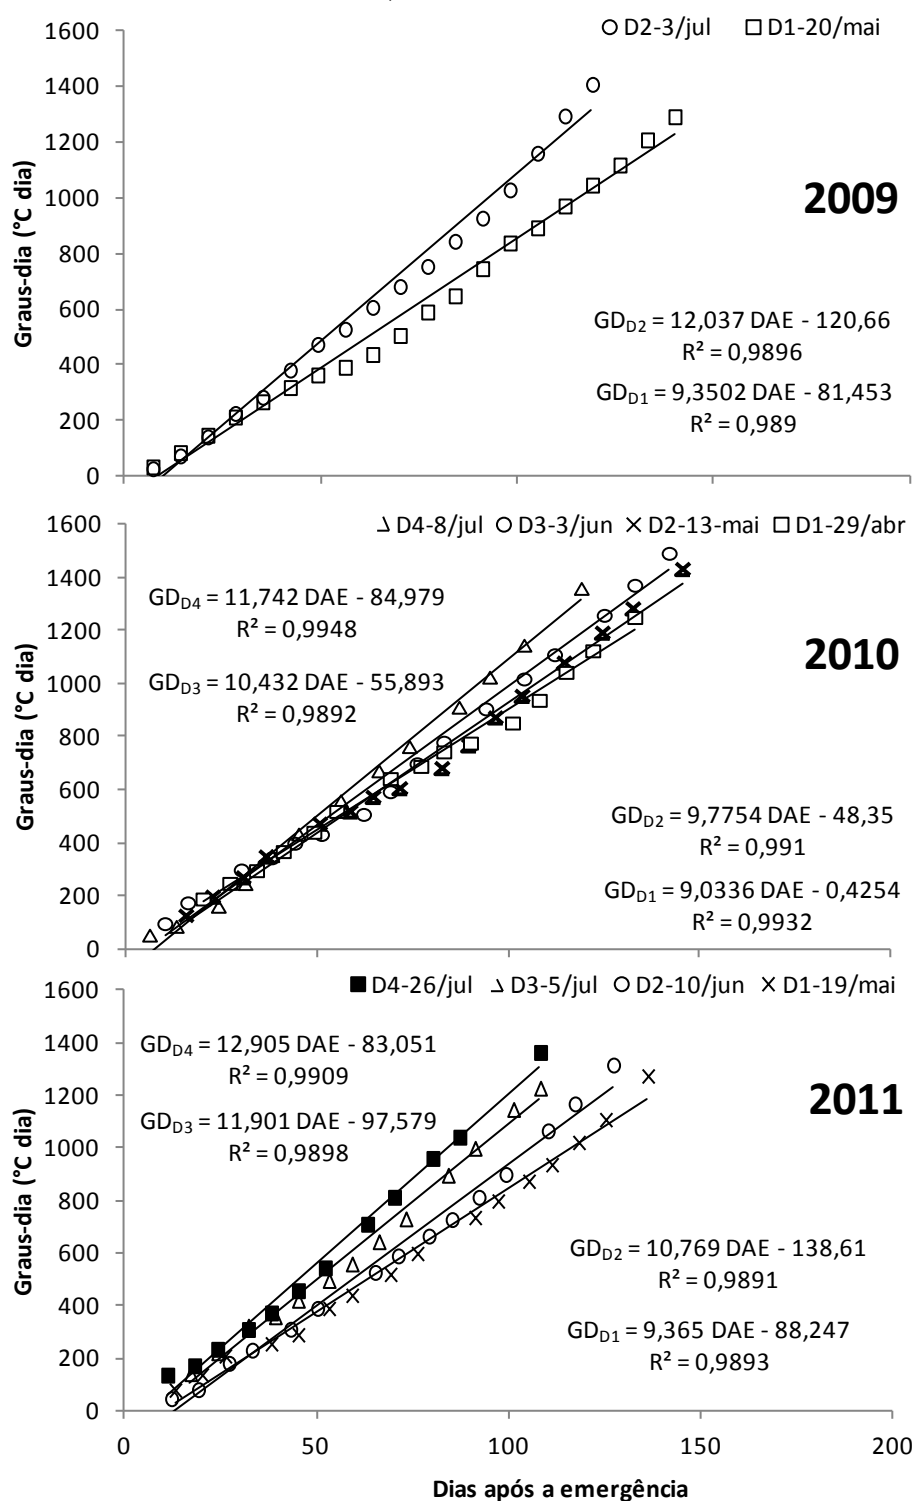 D2-3/jul D1-20/mai
1600
1400
1200
1000
800
600
400
200
0
Graus-dia (°C dia)
2009
GD_D2 = 12,037 DAE - 120,66
R² = 0,9896
GD_D1 = 9,3502 DAE - 81,453
R² = 0,989
D4-8/jul D3-3/jun D2-13-mai D1-29/abr
1600
1400
1200
1000
800
600
400
200
0
Graus-dia (°C dia)
GD_D4 = 11,742 DAE - 84,979
R² = 0,9948
2010
GD_D3 = 10,432 DAE - 55,893
R² = 0,9892
GD_D2 = 9,7754 DAE - 48,35
R² = 0,991
GD_D1 = 9,0336 DAE - 0,4254
R² = 0,9932
D4-26/jul D3-5/jul D2-10/jun D1-19/mai
1600
1400
1200
1000
800
600
400
200
0
Graus-dia (°C dia)
GD_D4 = 12,905 DAE - 83,051
R² = 0,9909
2011
GD_D3 = 11,901 DAE - 97,579
R² = 0,9898
GD_D2 = 10,769 DAE - 138,61
R² = 0,9891
GD_D1 = 9,365 DAE - 88,247
R² = 0,9893
0 50 100 150 200
Dias após a emergência